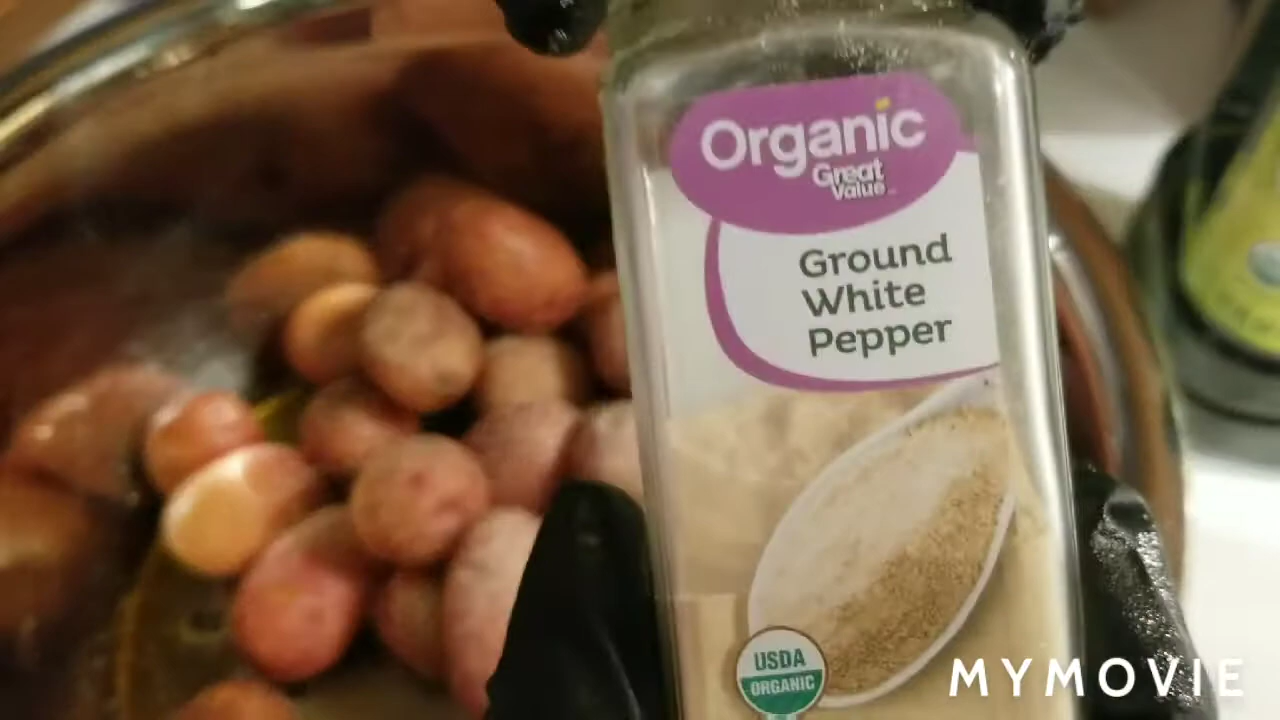 Organic
Great
Value
Ground
White
Pepper
USDA
ORGANIC
MYMOVIE